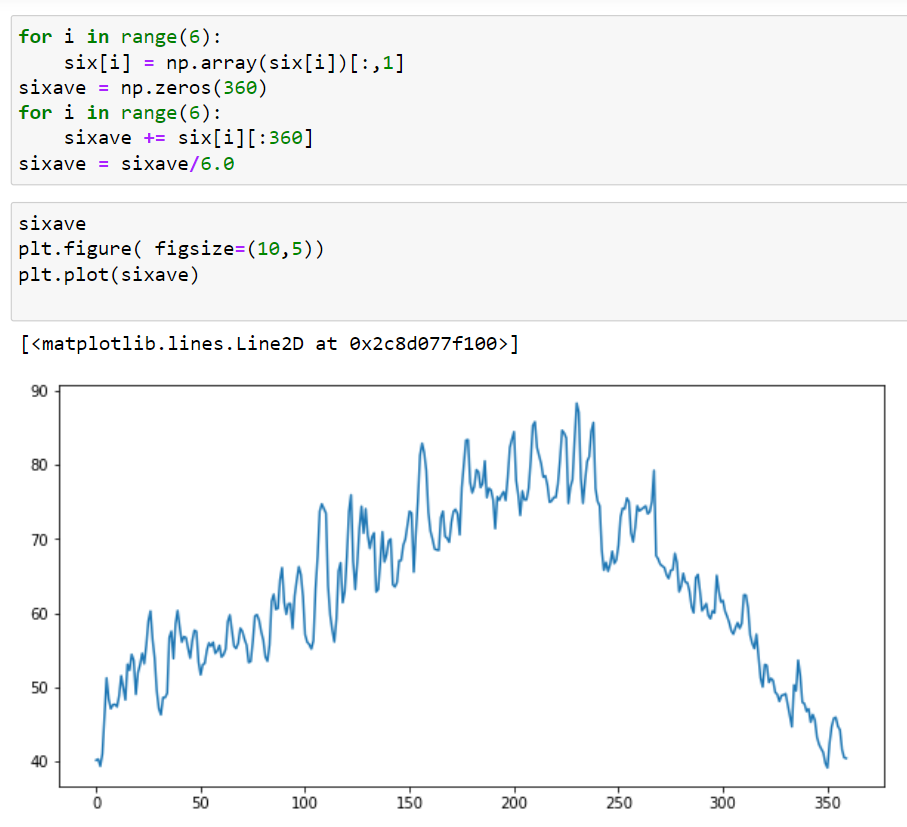 for i in range(6):
    six[i] = np.array(six[i])[:,1]
sixave = np.zeros(360)
for i in range(6):
    sixave += six[i][:360]
sixave = sixave/6.0
sixave
plt.figure( figsize=(10,5))
plt.plot(sixave)
[<matplotlib.lines.Line2D at 0x2c8d077f100>]
90
80
70
60
50
40
0 50 100 150 200 250 300 350